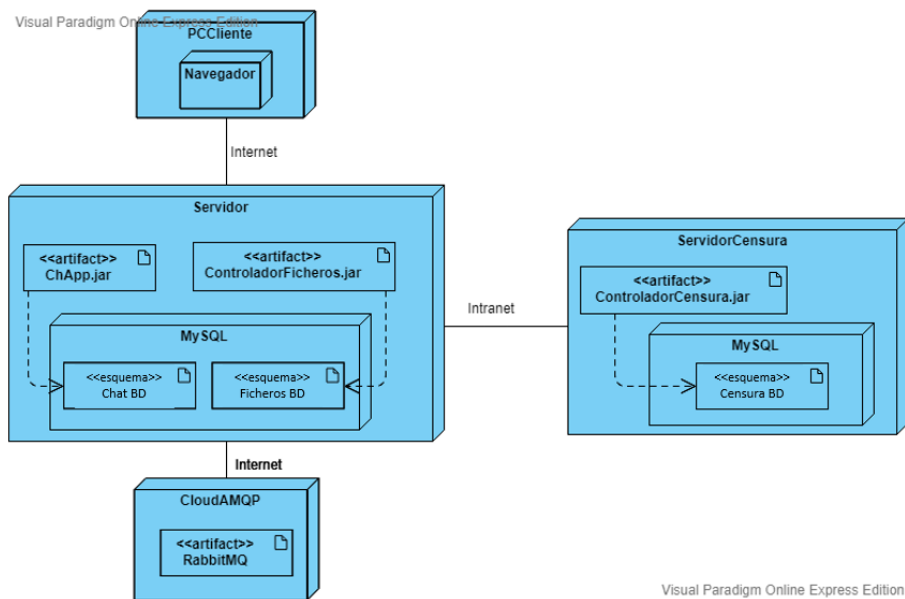 Visual Paradigm Online Express Edition
PCCliente
Navegador
Internet
Servidor
<<artifact>>
ChApp.jar
<<artifact>>
ControladorFicheros.jar
MySQL
<<esquema>>
Chat BD
<<esquema>>
Ficheros BD
Intranet
ServidorCensura
<<artifact>>
ControladorCensura.jar
MySQL
<<esquema>>
Censura BD
Internet
CloudAMQP
<<artifact>>
RabbitMQ
Visual Paradigm Online Express Edition